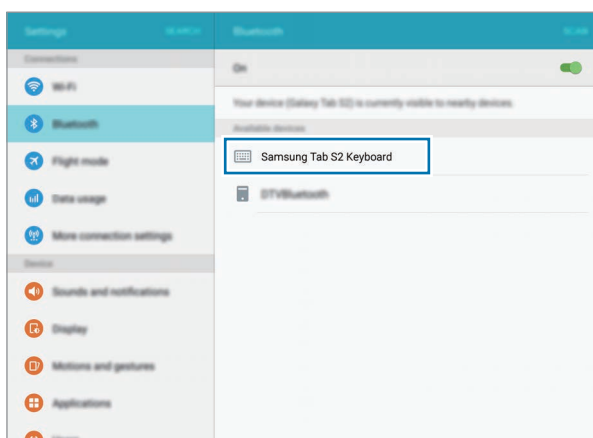 Settings
SEARCH
Bluetooth
SCAN
Connections
Wi-Fi
Bluetooth
Flight mode
Data usage
More connection settings
Device
Sounds and notifications
Display
Motions and gestures
Applications
On
Your device (Galaxy Tab S2) is currently visible to nearby devices.
Available devices
Samsung Tab S2 Keyboard
DTVBluetooth